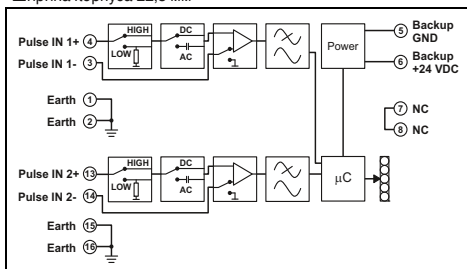 HIGH DC
Pulse IN 1+ 4 Power 5 Backup GND
LOW AC
Pulse IN 1- 3 6 Backup +24 VDC
Earth 1 7 NC
Earth 2 8 NC
HIGH DC
Pulse IN 2+ 13 µC
LOW AC
Pulse IN 2- 14
Earth 15
Earth 16